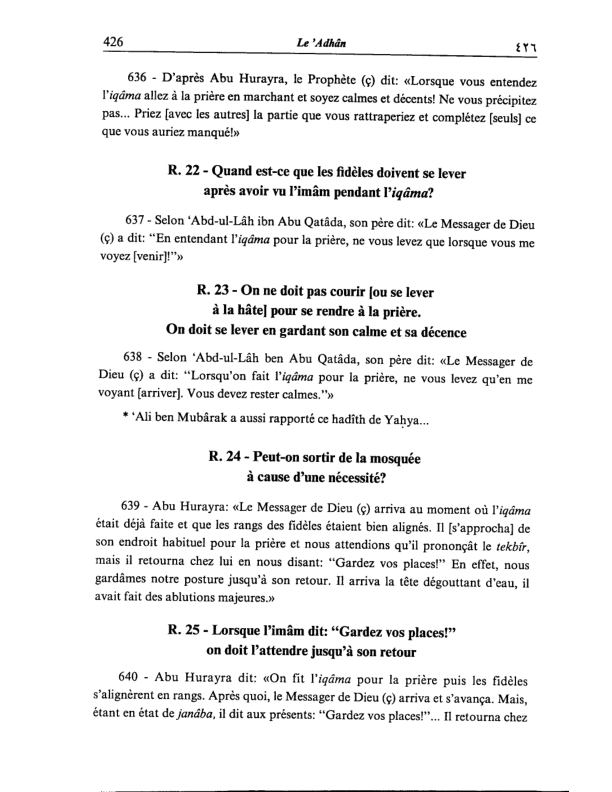 426 Le ’Adhân ٤٢٦
636 - D’après Abu Hurayra, le Prophète (ç) dit: «Lorsque vous entendez
l’iqâma allez à la prière en marchant et soyez calmes et décents! Ne vous précipitez
pas... Priez [avec les autres] la partie que vous rattraperiez et complétez [seuls] ce
que vous auriez manqué!»
R. 22 - Quand est-ce que les fidèles doivent se lever
après avoir vu l’imâm pendant l’iqâma?
637 - Selon ‘Abd-ul-Lâh ibn Abu Qatâda, son père dit: «Le Messager de Dieu
(ç) a dit: “En entendant l’iqâma pour la prière, ne vous levez que lorsque vous me
voyez [venir]!”»
R. 23 - On ne doit pas courir [ou se lever
à la hâte] pour se rendre à la prière.
On doit se lever en gardant son calme et sa décence
638 - Selon ‘Abd-ul-Lâh ben Abu Qatâda, son père dit: «Le Messager de
Dieu (ç) a dit: “Lorsqu’on fait l’iqâma pour la prière, ne vous levez qu’en me
voyant [arriver]. Vous devez rester calmes.”»
* ‘Ali ben Mubârak a aussi rapporté ce hadîth de Yaḥya...
R. 24 - Peut-on sortir de la mosquée
à cause d’une nécessité?
639 - Abu Hurayra: «Le Messager de Dieu (ç) arriva au moment où l’iqâma
était déjà faite et que les rangs des fidèles étaient bien alignés. Il [s’approcha] de
son endroit habituel pour la prière et nous attendions qu’il prononçât le tekbîr,
mais il retourna chez lui en nous disant: “Gardez vos places!” En effet, nous
gardâmes notre posture jusqu’à son retour. Il arriva la tête dégouttant d’eau, il
avait fait des ablutions majeures.»
R. 25 - Lorsque l’imâm dit: “Gardez vos places!”
on doit l’attendre jusqu’à son retour
640 - Abu Hurayra dit: «On fit l’iqâma pour la prière puis les fidèles
s’alignèrent en rangs. Après quoi, le Messager de Dieu (ç) arriva et s’avança. Mais,
étant en état de janâba, il dit aux présents: “Gardez vos places!”... Il retourna chez